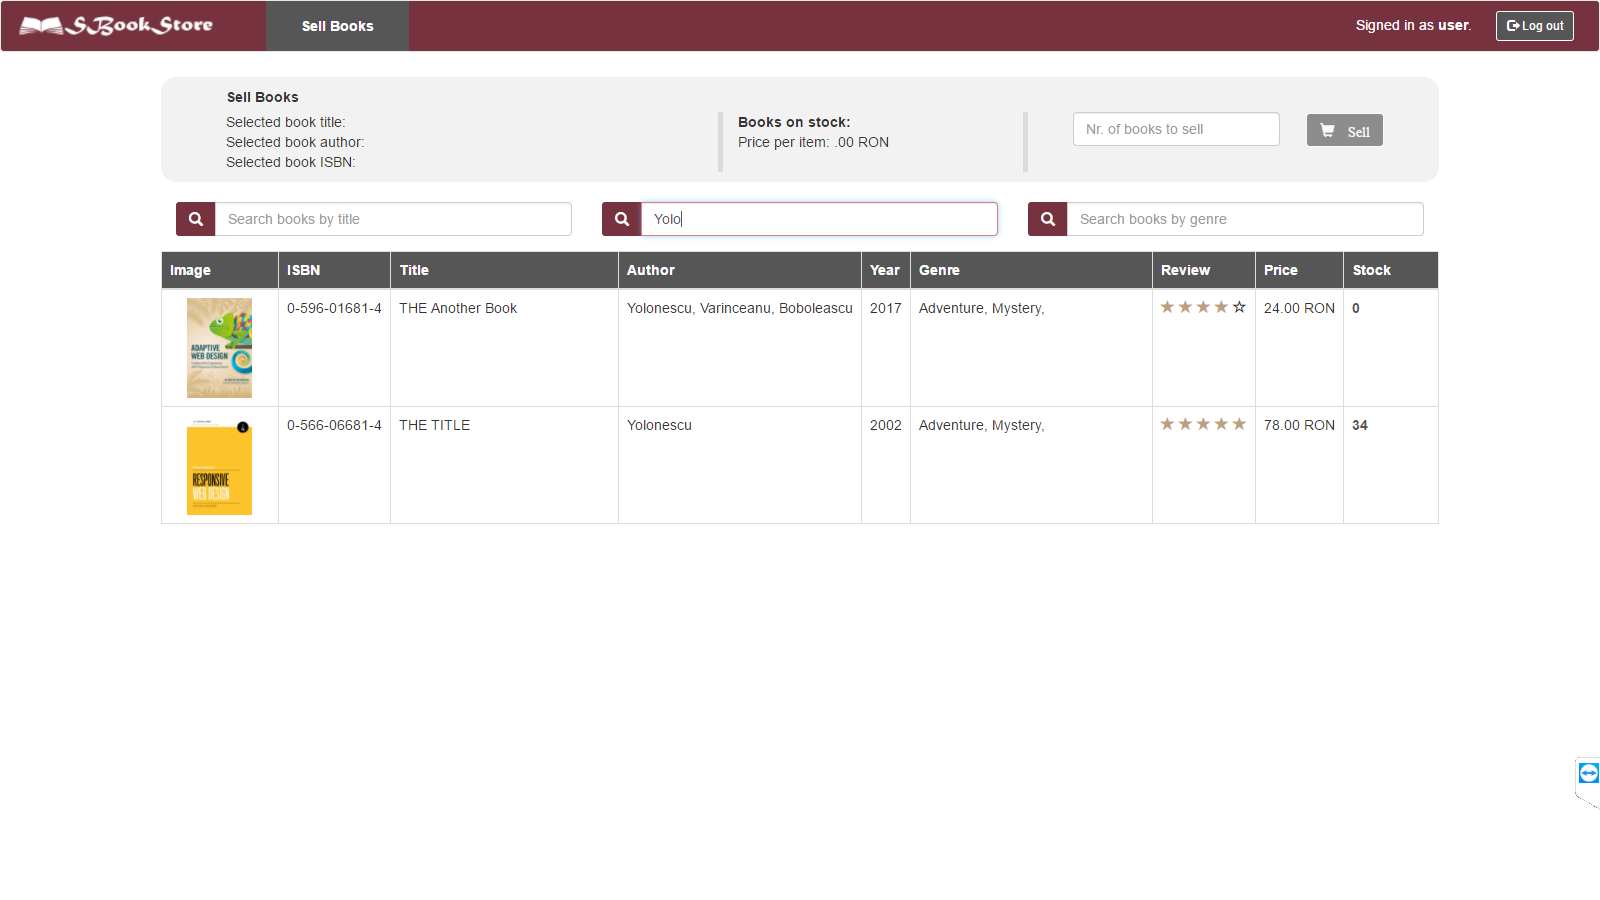 SBook Store
Sell Books
Signed in as user.
Log out
Sell Books
Selected book title:
Selected book author:
Selected book ISBN:
Books on stock:
Price per item: .00 RON
Nr. of books to sell
Sell
Search books by title
Yolo
Search books by genre
Image ISBN Title Author Year Genre Review Price Stock
0-596-01681-4 THE Another Book Yolonescu, Varinceanu, Boboleascu 2017 Adventure, Mystery, 24.00 RON 0
ADAPTIVE
WEB DESIGN
0-566-06681-4 THE TITLE Yolonescu 2002 Adventure, Mystery, 78.00 RON 34
RESPONSIVE
WEB DESIGN